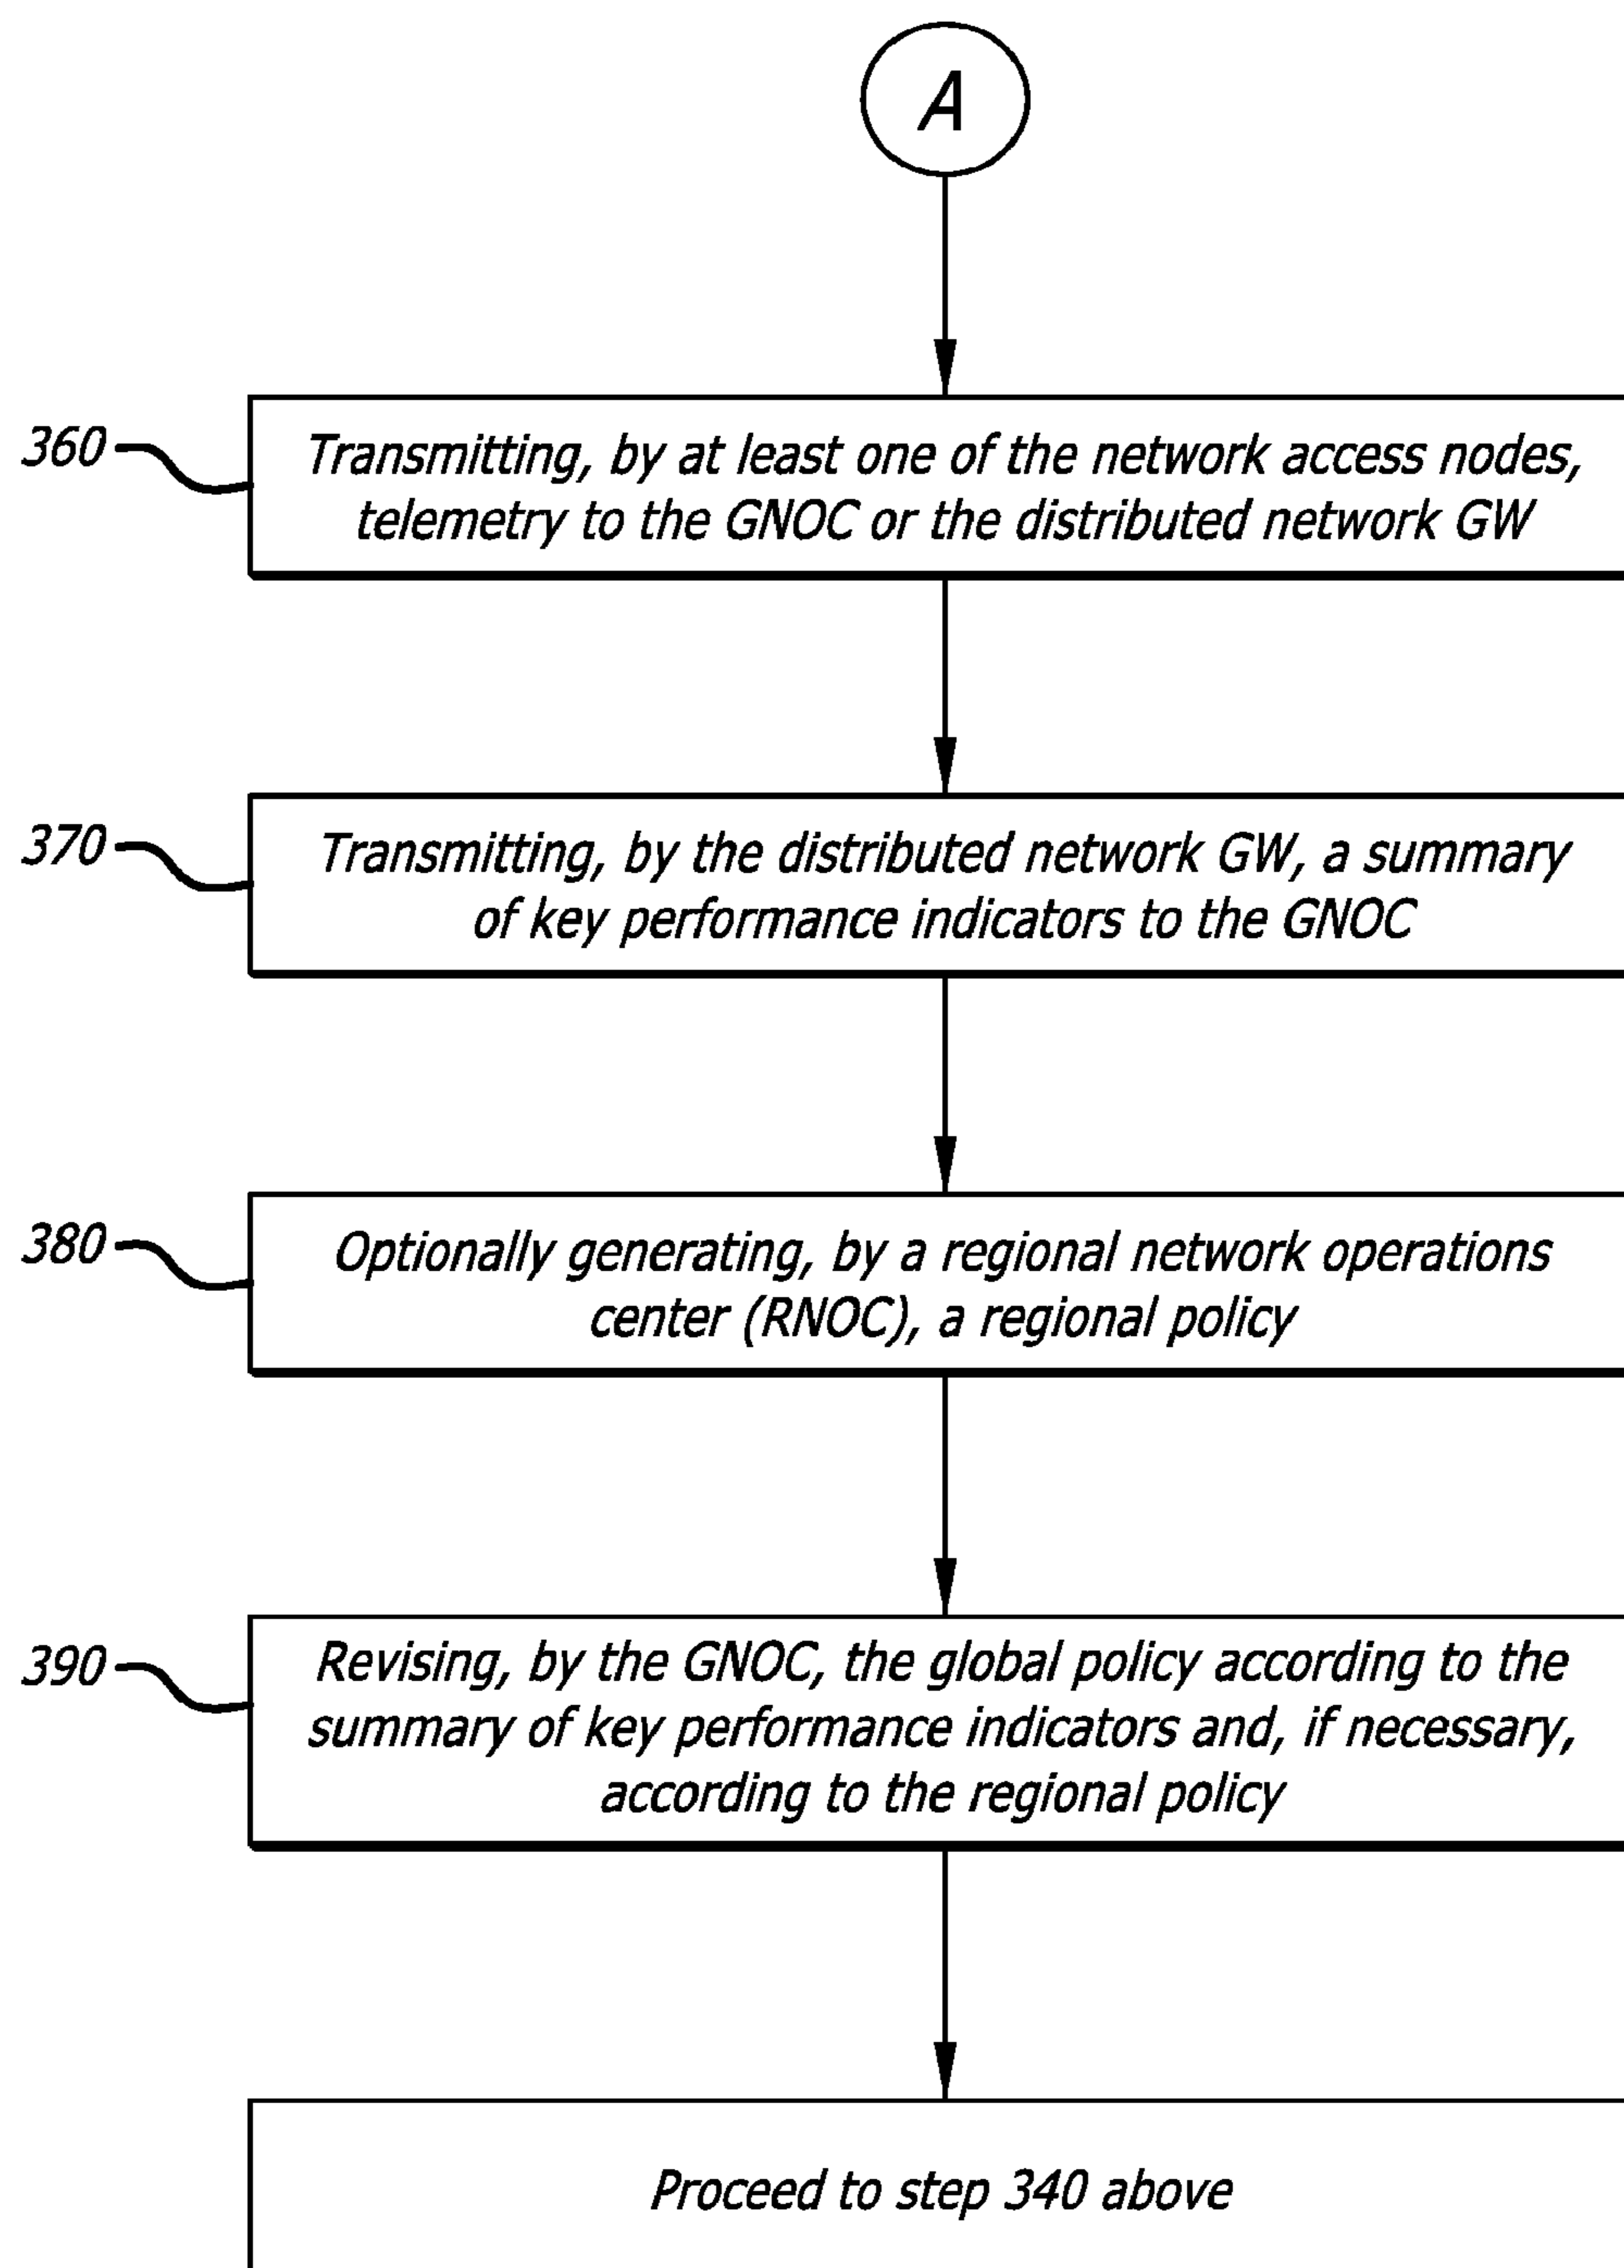 A
360
Transmitting, by at least one of the network access nodes,
telemetry to the GNOC or the distributed network GW
370
Transmitting, by the distributed network GW, a summary
of key performance indicators to the GNOC
380
Optionally generating, by a regional network operations
center (RNOC), a regional policy
390
Revising, by the GNOC, the global policy according to the
summary of key performance indicators and, if necessary,
according to the regional policy
Proceed to step 340 above